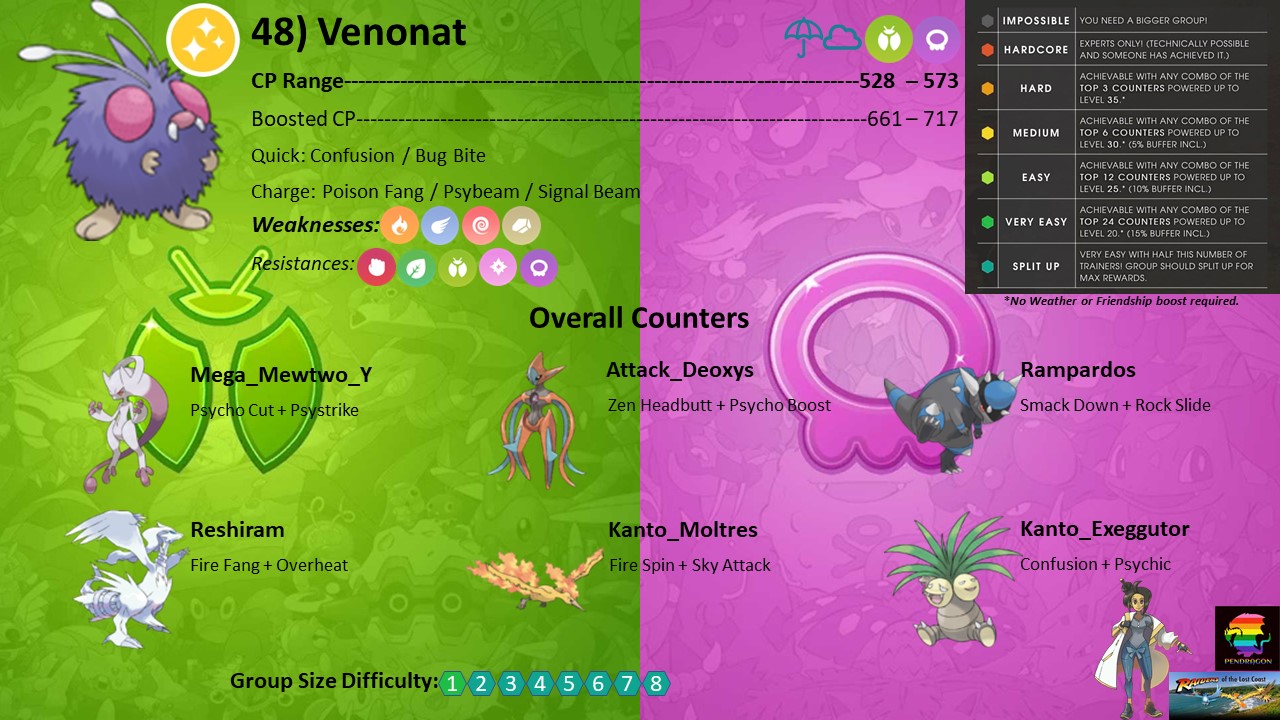 48) Venonat
CP Range--------------------------------------------------------------------------------------528 – 573
Boosted CP-------------------------------------------------------------------------------------661 – 717
Quick: Confusion / Bug Bite
Charge: Poison Fang / Psybeam / Signal Beam
Weaknesses:
Resistances:
IMPOSSIBLE YOU NEED A BIGGER GROUP!
HARDCORE EXPERTS ONLY! (TECHNICALLY POSSIBLE
AND SOMEONE HAS ACHIEVED IT.)
HARD ACHIEVABLE WITH ANY COMBO OF THE
TOP 3 COUNTERS POWERED UP TO
LEVEL 35.*
MEDIUM ACHIEVABLE WITH ANY COMBO OF THE
TOP 6 COUNTERS POWERED UP TO
LEVEL 30.* (5% BUFFER INCL.)
EASY ACHIEVABLE WITH ANY COMBO OF THE
TOP 12 COUNTERS POWERED UP TO
LEVEL 25.* (10% BUFFER INCL.)
VERY EASY ACHIEVABLE WITH ANY COMBO OF THE
TOP 24 COUNTERS POWERED UP TO
LEVEL 20.* (15% BUFFER INCL.)
SPLIT UP VERY EASY WITH HALF THIS NUMBER OF
TRAINERS! GROUP SHOULD SPLIT UP FOR
MAX REWARDS.
*No Weather or Friendship boost required.
Overall Counters
Mega_Mewtwo_Y
Psycho Cut + Psystrike
Attack_Deoxys
Zen Headbutt + Psycho Boost
Rampardos
Smack Down + Rock Slide
Reshiram
Fire Fang + Overheat
Kanto_Moltres
Fire Spin + Sky Attack
Kanto_Exeggutor
Confusion + Psychic
Group Size Difficulty: 1 2 3 4 5 6 7 8
PENDRAGON
RAIDERS of the Lost Coast